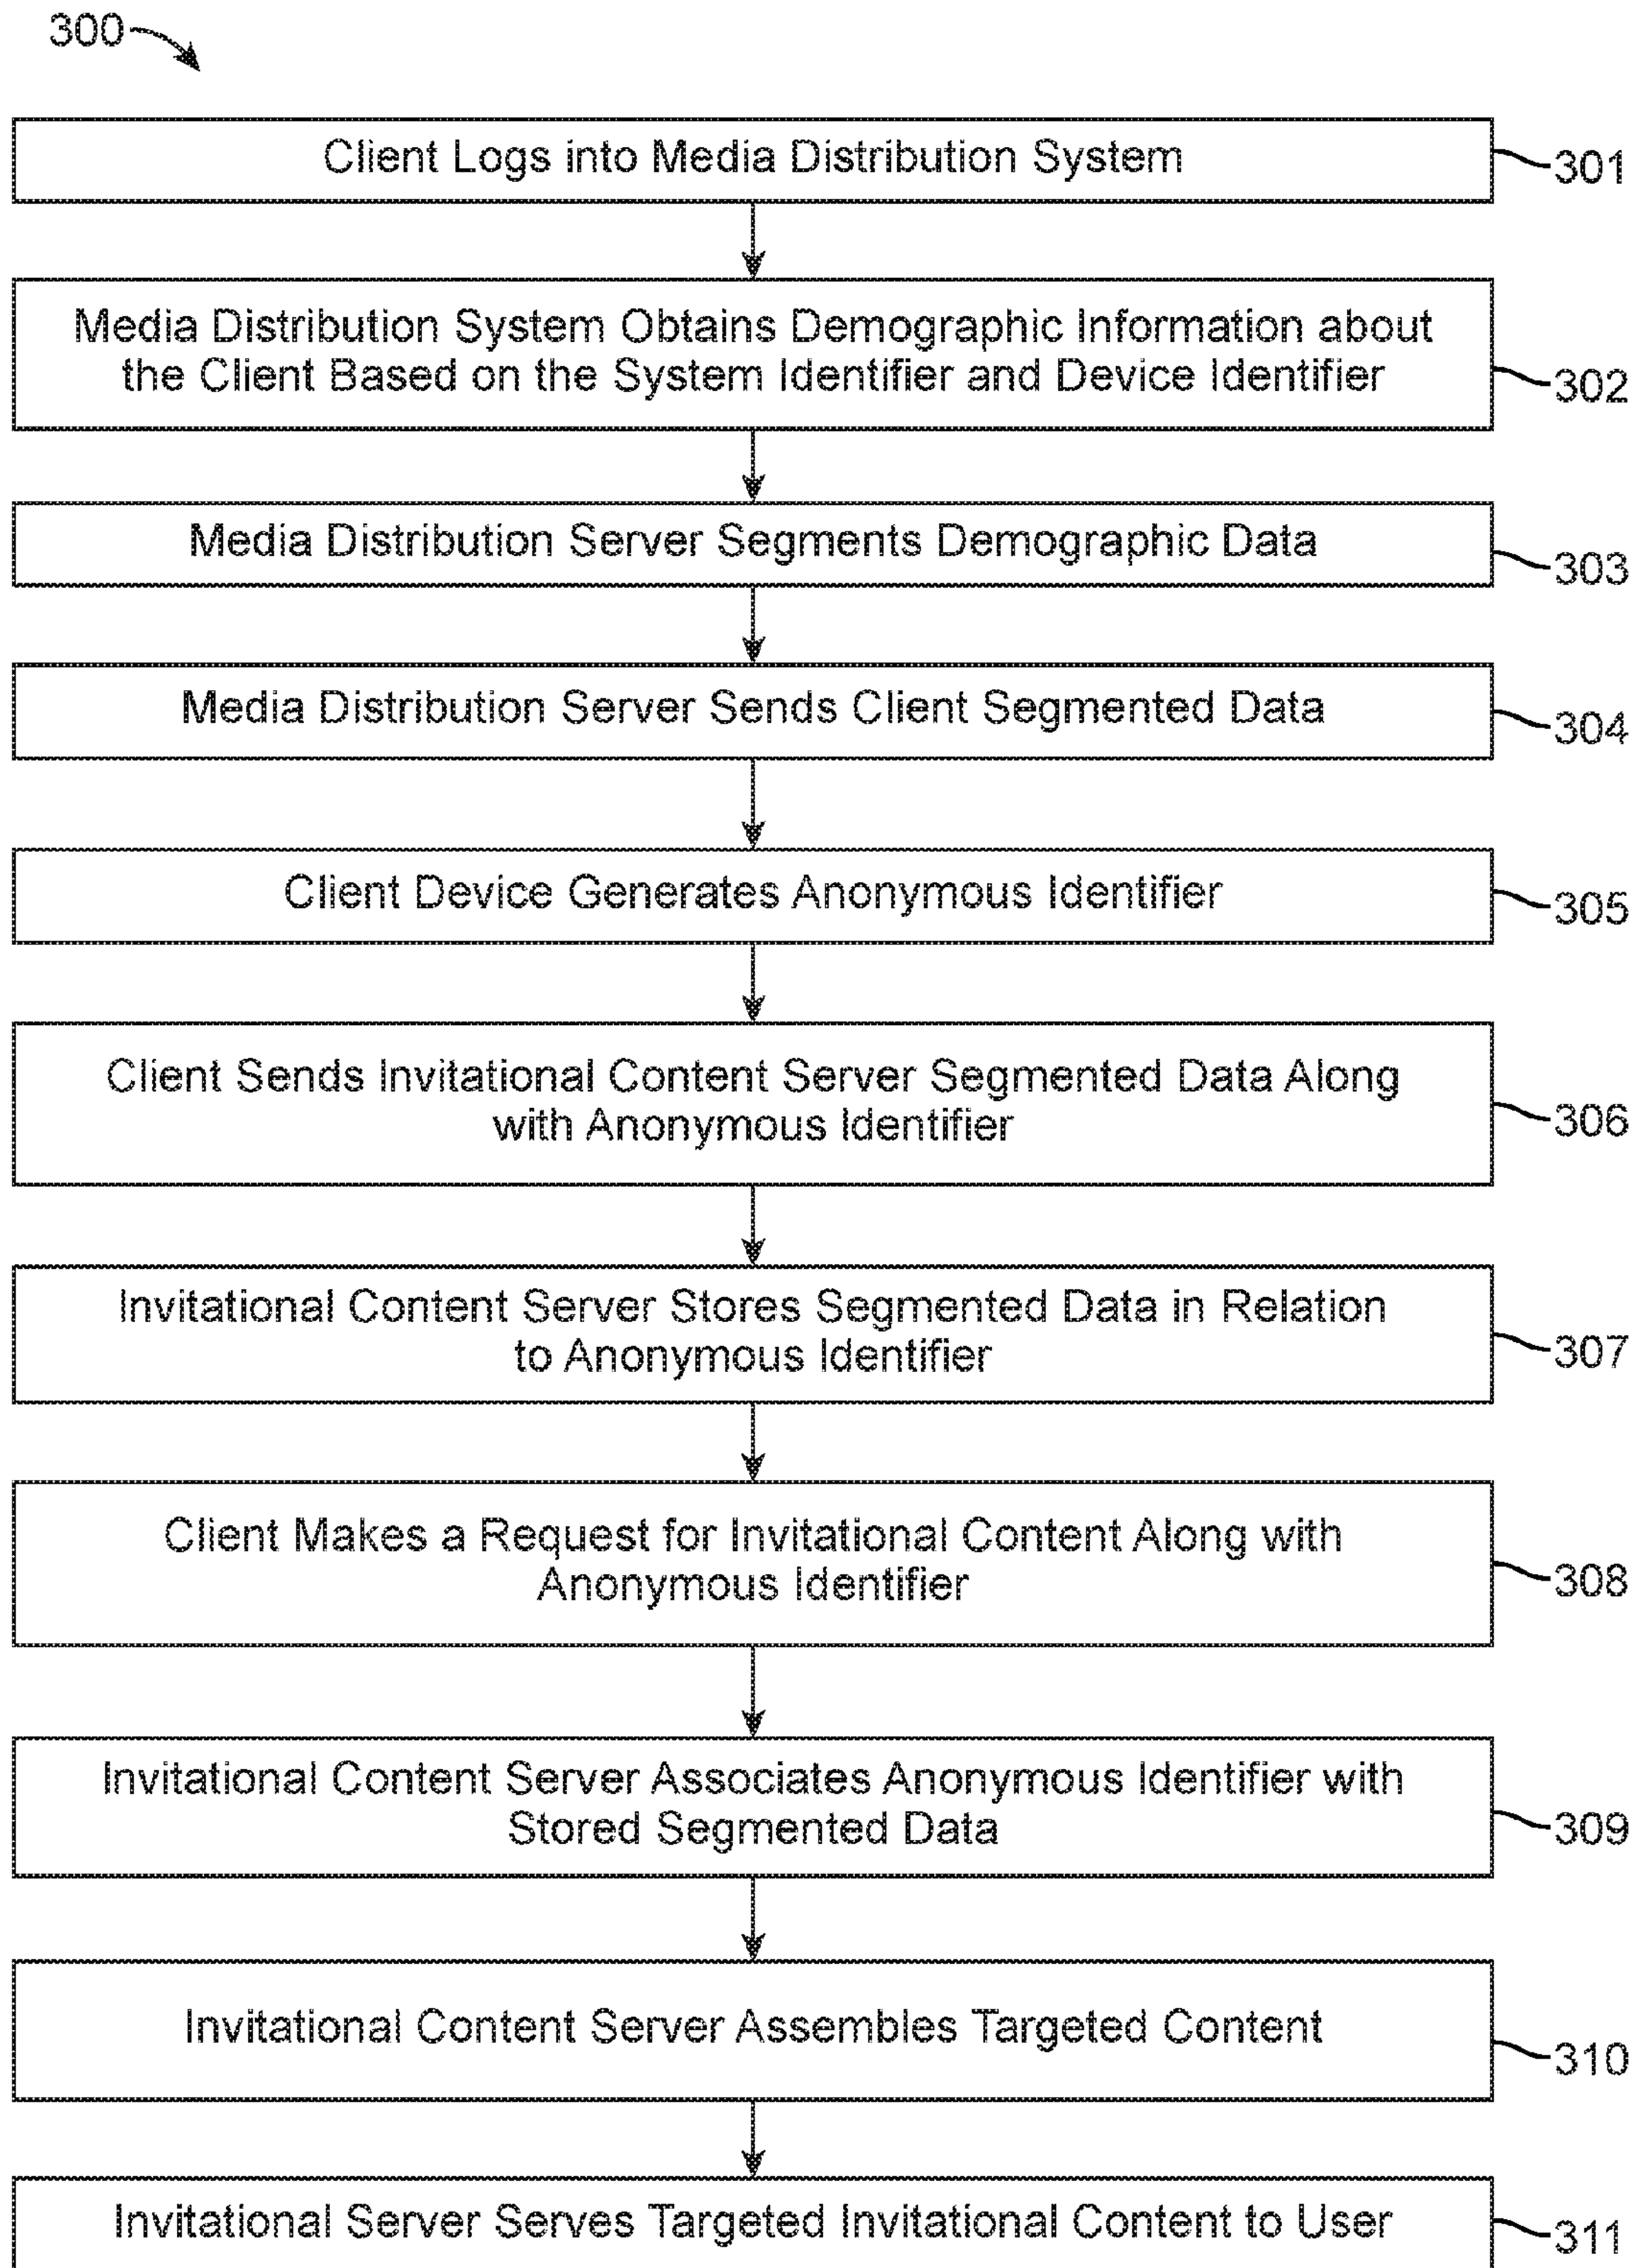 300
Client Logs into Media Distribution System
301
Media Distribution System Obtains Demographic Information about
the Client Based on the System Identifier and Device Identifier
302
Media Distribution Server Segments Demographic Data
303
Media Distribution Server Sends Client Segmented Data
304
Client Device Generates Anonymous Identifier
305
Client Sends Invitational Content Server Segmented Data Along
with Anonymous Identifier
306
Invitational Content Server Stores Segmented Data in Relation
to Anonymous Identifier
307
Client Makes a Request for Invitational Content Along with
Anonymous Identifier
308
Invitational Content Server Associates Anonymous Identifier with
Stored Segmented Data
309
Invitational Content Server Assembles Targeted Content
310
Invitational Server Serves Targeted Invitational Content to User
311